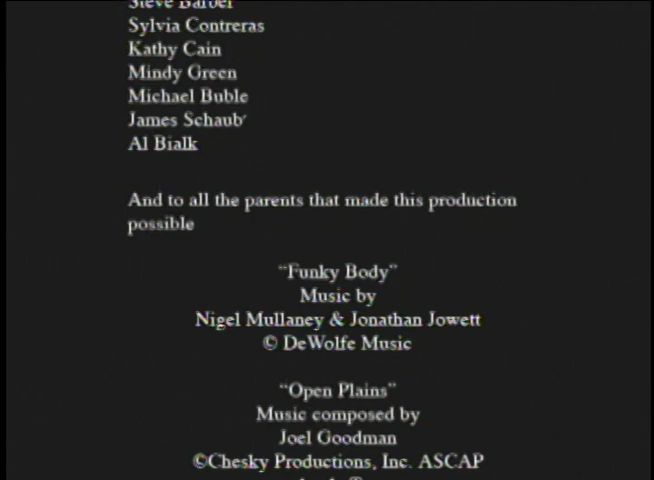 Steve Barber
Sylvia Contreras
Kathy Cain
Mindy Green
Michael Buble
James Schaub
Al Bialk
And to all the parents that made this production
possible
“Funky Body”
Music by
Nigel Mullaney & Jonathan Jowett
© DeWolfe Music
“Open Plains”
Music composed by
Joel Goodman
©Chesky Productions, Inc. ASCAP